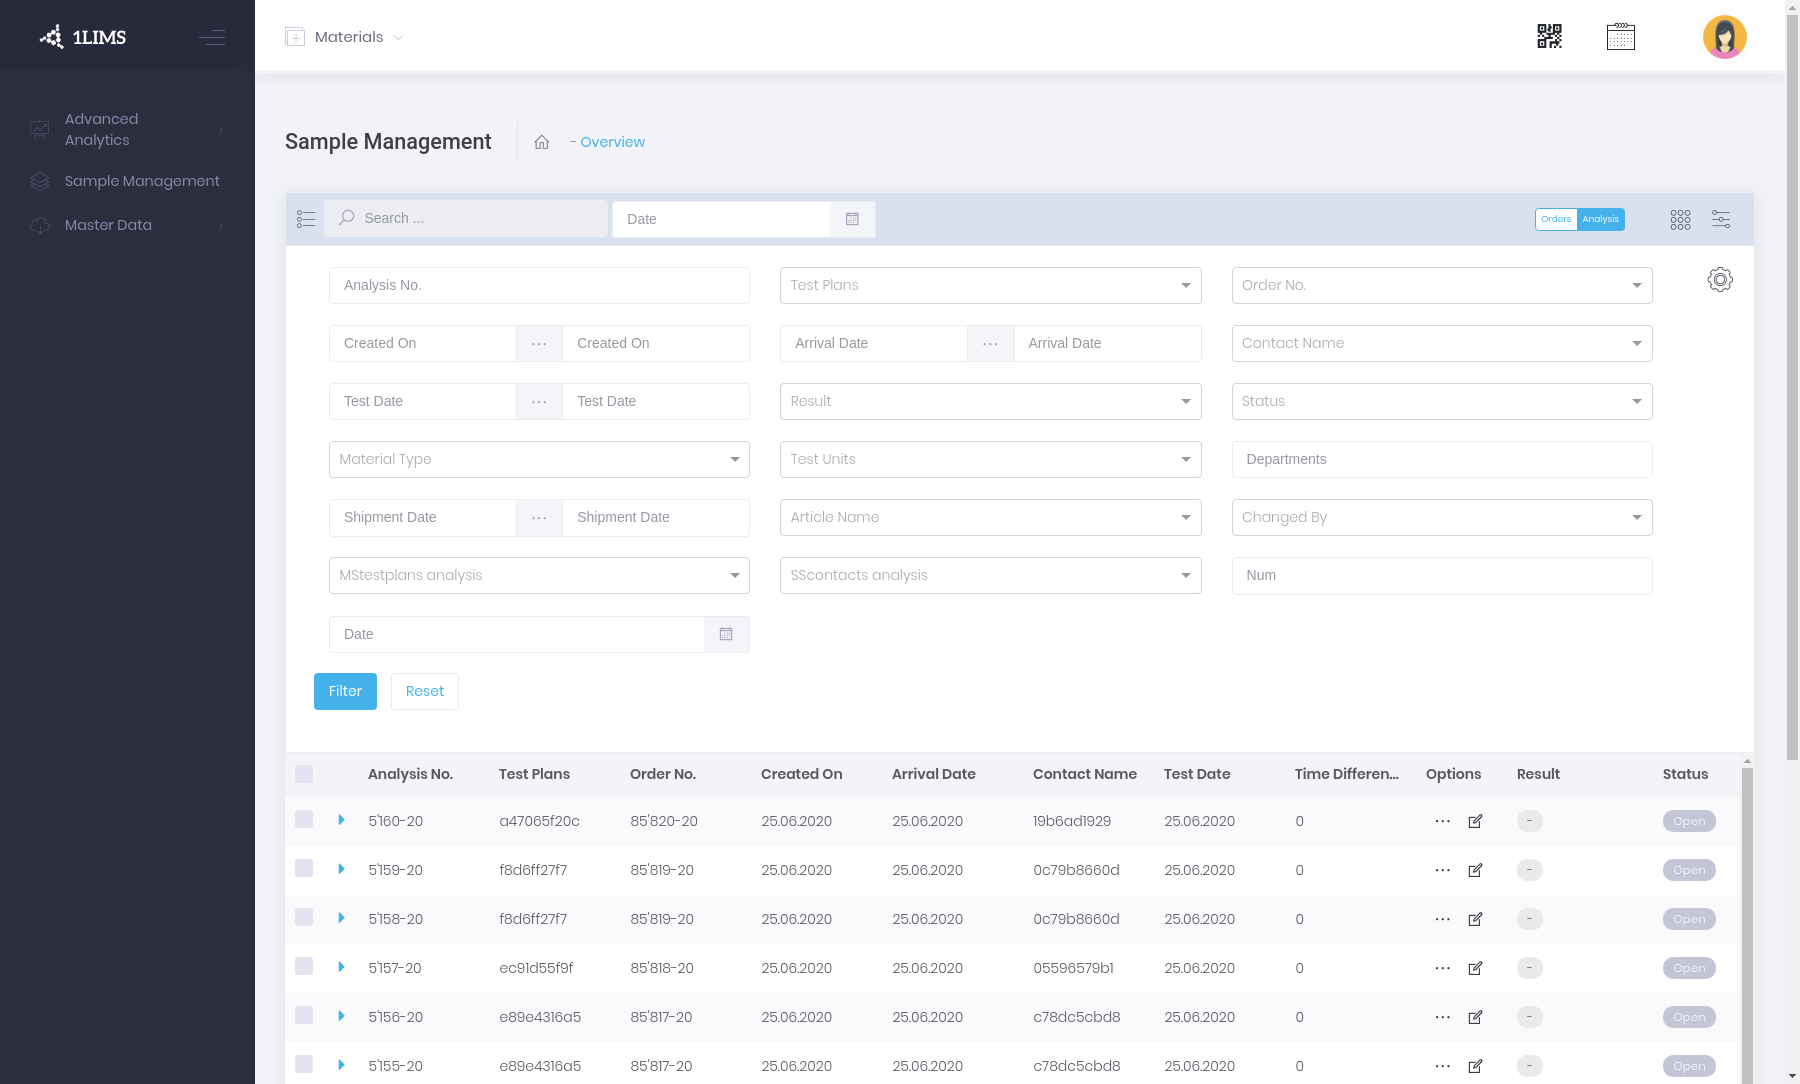 1LIMS
Materials
Advanced
Analytics
Sample Management
Master Data
Sample Management
- Overview
Search ...
Date
Orders Analysis
Analysis No. Test Plans Order No.
Created On ... Created On Arrival Date ... Arrival Date Contact Name
Test Date ... Test Date Result Status
Material Type Test Units Departments
Shipment Date ... Shipment Date Article Name Changed By
MStestplans analysis SScontacts analysis Num
Date
Filter Reset
Analysis No. Test Plans Order No. Created On Arrival Date Contact Name Test Date Time Differen... Options Result Status
5'160-20 a47065f20c 85'820-20 25.06.2020 25.06.2020 19b6ad1929 25.06.2020 0 ... - Open
5'159-20 f8d6ff27f7 85'819-20 25.06.2020 25.06.2020 0c79b8660d 25.06.2020 0 ... - Open
5'158-20 f8d6ff27f7 85'819-20 25.06.2020 25.06.2020 0c79b8660d 25.06.2020 0 ... - Open
5'157-20 ec91d55f9f 85'818-20 25.06.2020 25.06.2020 05596579b1 25.06.2020 0 ... - Open
5'156-20 e89e4316a5 85'817-20 25.06.2020 25.06.2020 c78dc5cbd8 25.06.2020 0 ... - Open
5'155-20 e89e4316a5 85'817-20 25.06.2020 25.06.2020 c78dc5cbd8 25.06.2020 0 ... - Open